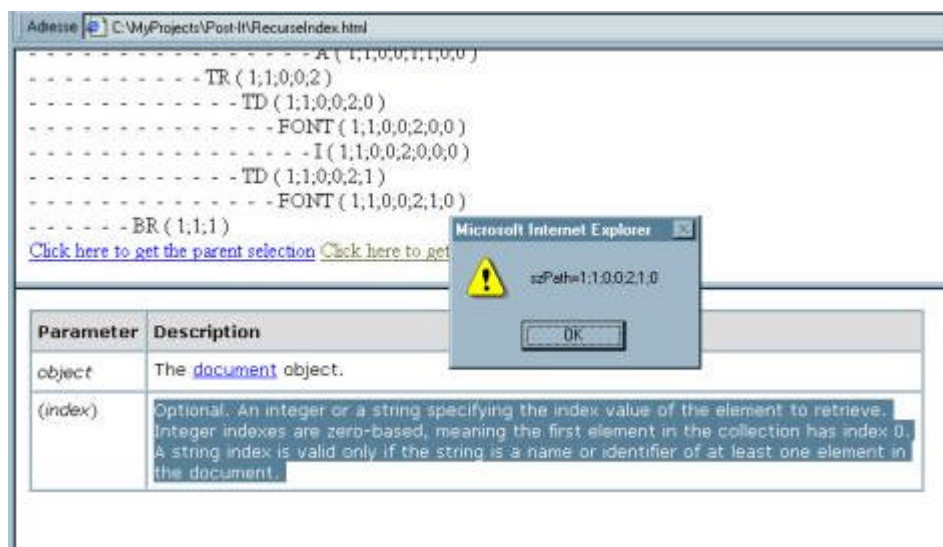 Adresse C:\MyProjects\Post-It\RecurseIndex.html
- - - - - - - - - - - - - - - - - - A ( 1;1;0;0;1;1;0;0 )
- - - - - - - - - - - TR ( 1;1;0;0;2 )
- - - - - - - - - - - - - TD ( 1;1;0;0;2;0 )
- - - - - - - - - - - - - - - FONT ( 1;1;0;0;2;0;0 )
- - - - - - - - - - - - - - - - - I ( 1;1;0;0;2;0;0;0 )
- - - - - - - - - - - - - TD ( 1;1;0;0;2;1 )
- - - - - - - - - - - - - - - FONT ( 1;1;0;0;2;1;0 )
- - - - - - BR ( 1;1;1 )
Click here to get the parent selection Click here to get
Microsoft Internet Explorer
szPath=1;1;0;0;2;1;0
OK
Parameter Description
object The document object.
(index) Optional. An integer or a string specifying the index value of the element to retrieve.
Integer indexes are zero-based, meaning the first element in the collection has index 0.
A string index is valid only if the string is a name or identifier of at least one element in
the document.